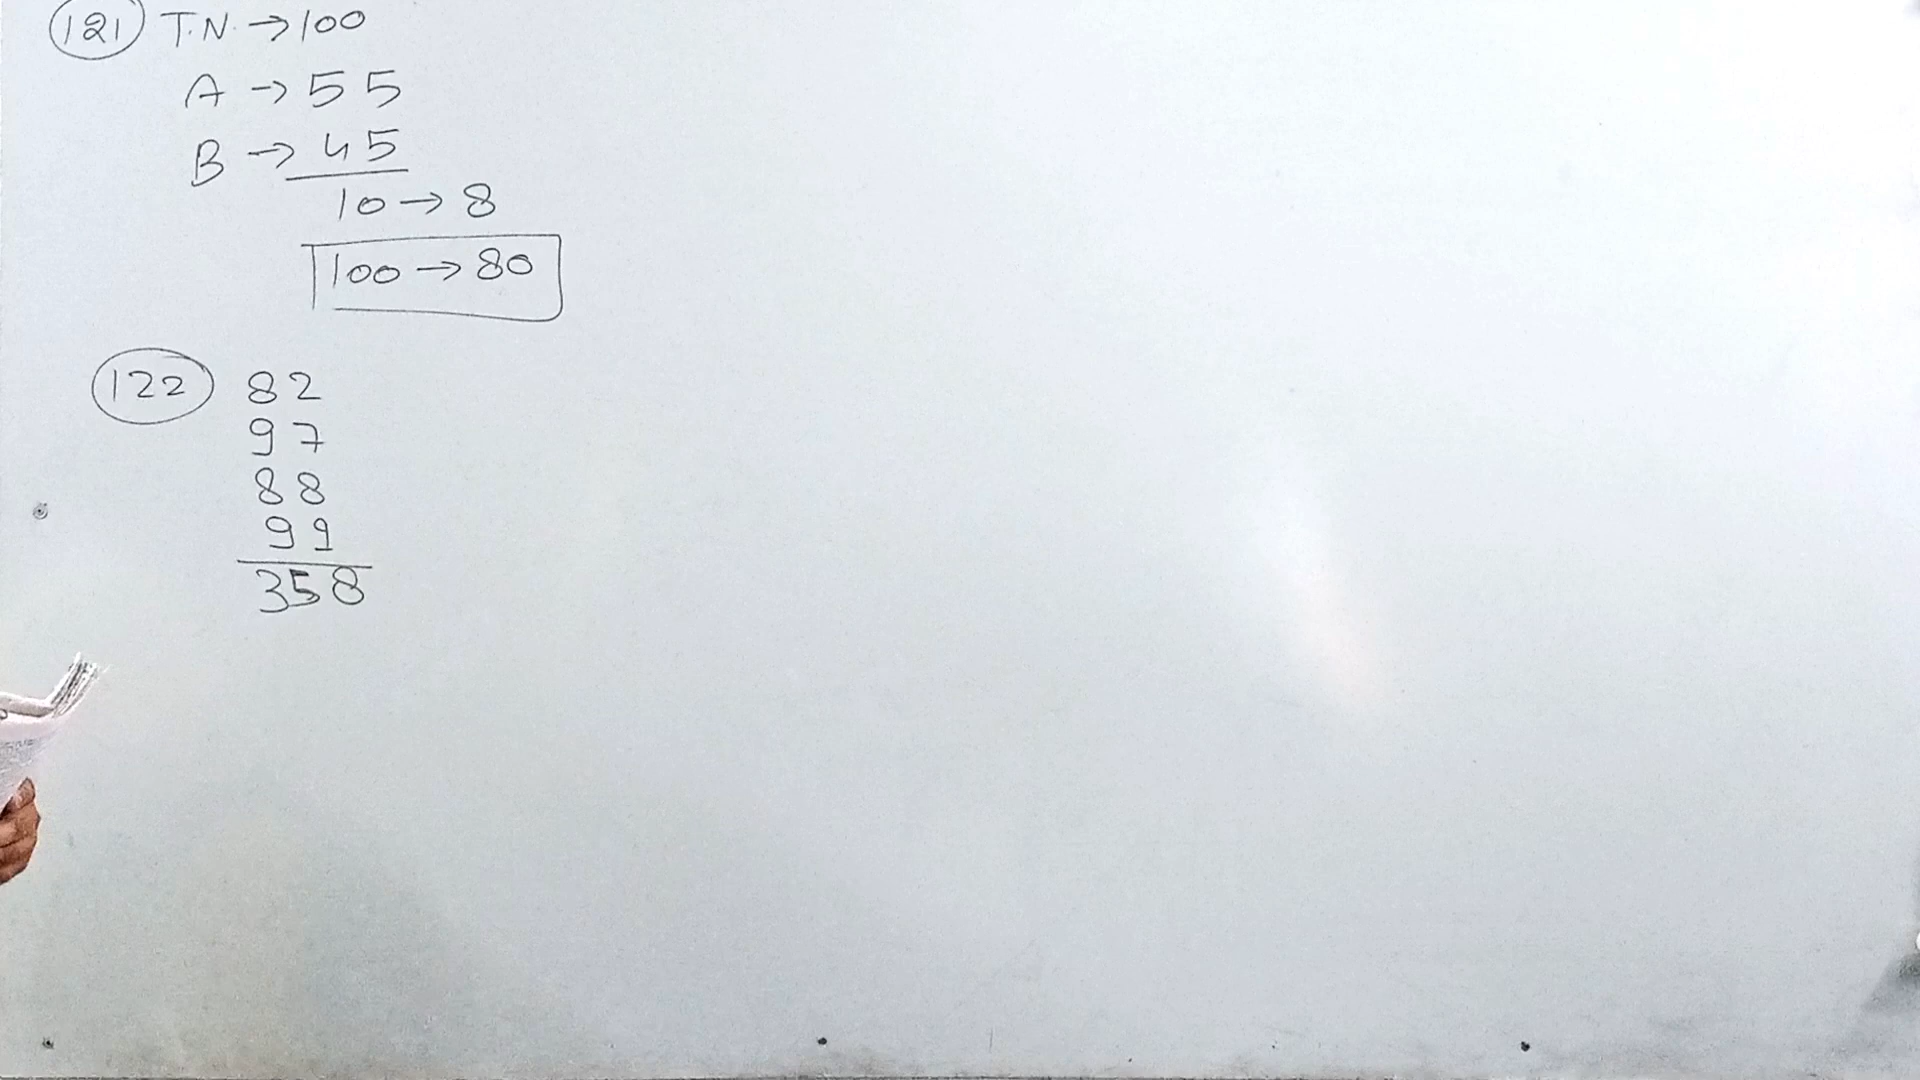 121 T.N. → 100
A → 55
B → 45
10 → 8
100 → 80
122 82
97
88
91
358